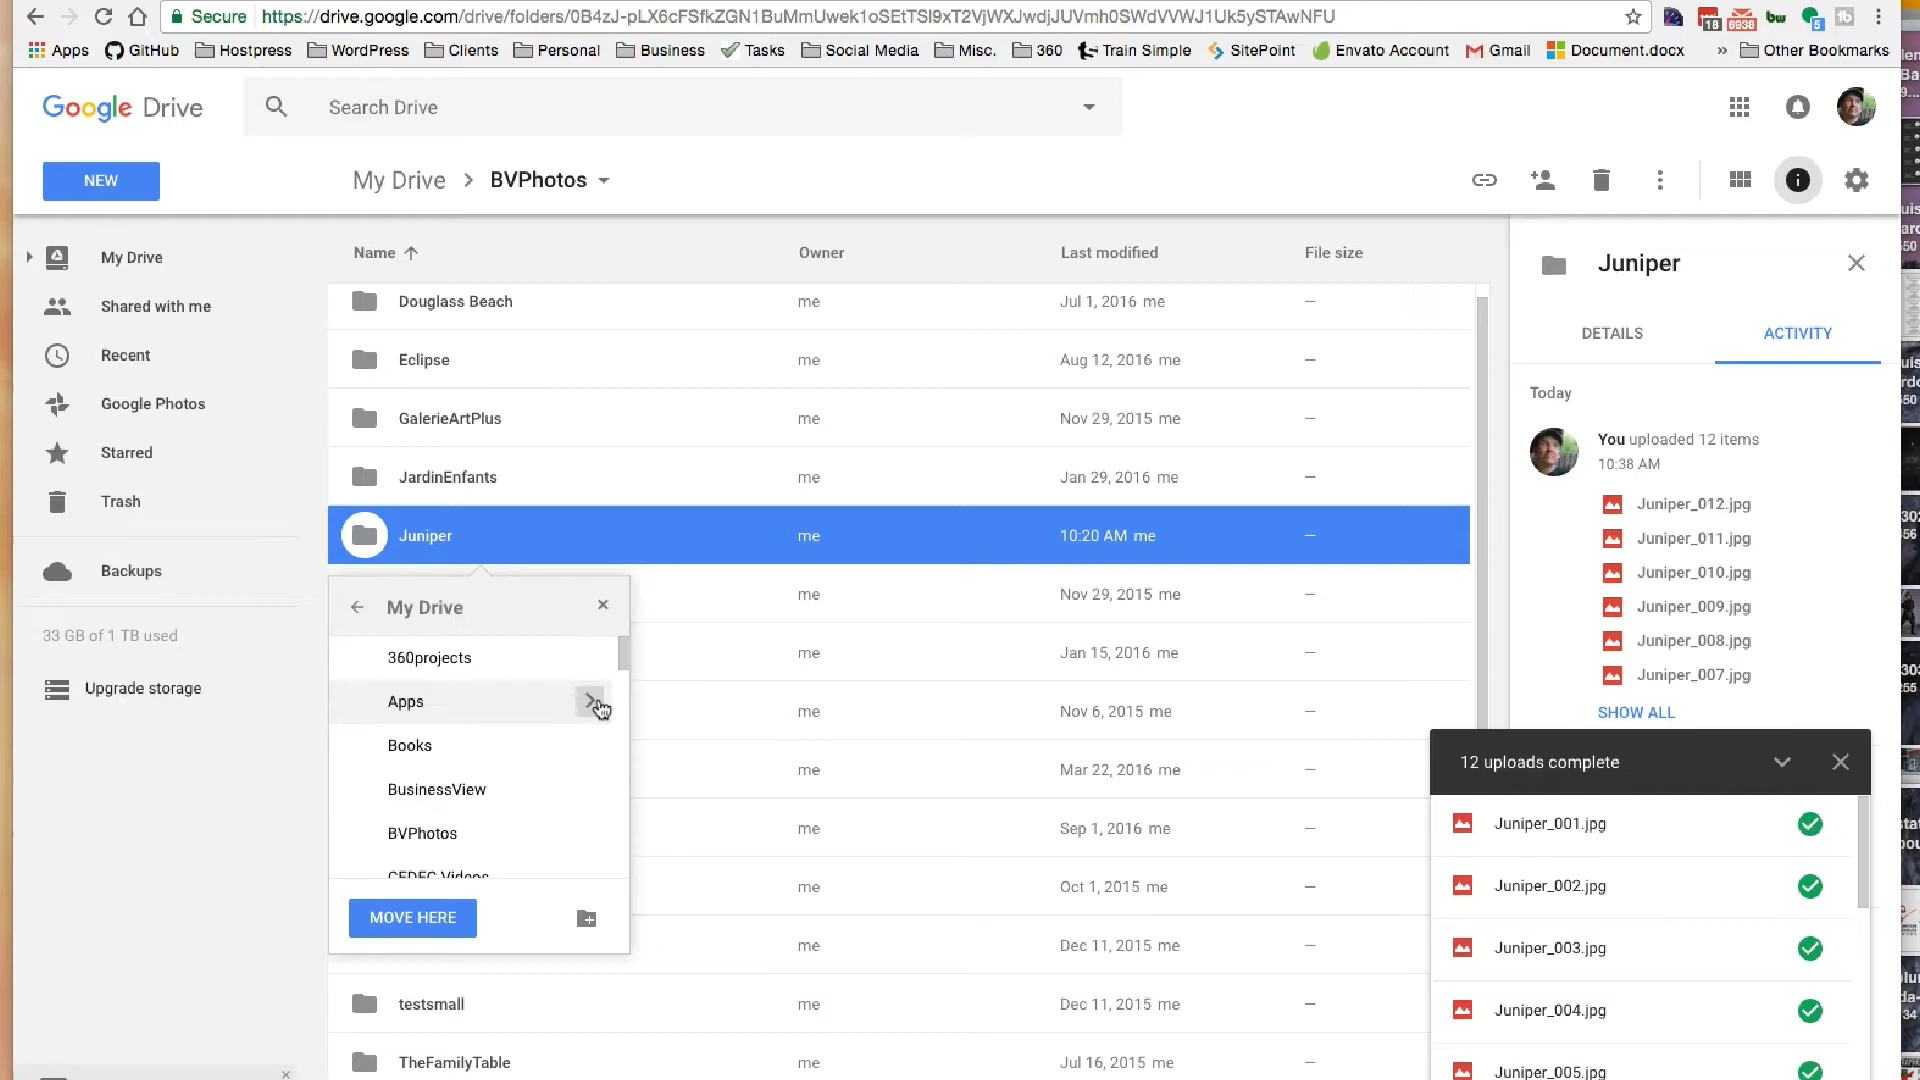 Secure https://drive.google.com/drive/folders/0B4zJ-pLX6cFSfkZGN1BuMmUwek1oSEtTSl9xT2VjWXJwdjJUVmh0SWdVVWJ1Uk5ySTAwNFU
18 6938 bw 5
Apps GitHub Hostpress WordPress Clients Personal Business Tasks Social Media Misc. 360 Train Simple SitePoint Envato Account Gmail Document.docx » Other Bookmarks
Google Drive
Search Drive
NEW
My Drive > BVPhotos
My Drive
Shared with me
Recent
Google Photos
Starred
Trash
Backups
33 GB of 1 TB used
Upgrade storage
Name Owner Last modified File size
Douglass Beach me Jul 1, 2016 me —
Eclipse me Aug 12, 2016 me —
GalerieArtPlus me Nov 29, 2015 me —
JardinEnfants me Jan 29, 2016 me —
Juniper me 10:20 AM me —
me Nov 29, 2015 me —
me Jan 15, 2016 me —
me Nov 6, 2015 me —
me Mar 22, 2016 me —
me Sep 1, 2016 me —
me Oct 1, 2015 me —
me Dec 11, 2015 me —
testsmall me Dec 11, 2015 me —
TheFamilyTable me Jul 16, 2015 me —
My Drive
360projects
Apps
Books
BusinessView
BVPhotos
CEDEC Videos
MOVE HERE
Juniper
DETAILS ACTIVITY
Today
You uploaded 12 items
10:38 AM
Juniper_012.jpg
Juniper_011.jpg
Juniper_010.jpg
Juniper_009.jpg
Juniper_008.jpg
Juniper_007.jpg
SHOW ALL
12 uploads complete
Juniper_001.jpg
Juniper_002.jpg
Juniper_003.jpg
Juniper_004.jpg
Juniper_005.jpg